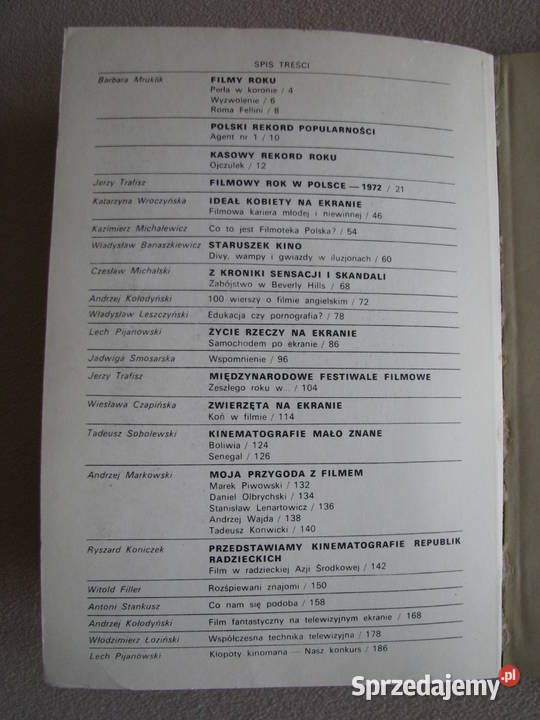 SPIS TREŚCI
Barbara Mruklik FILMY ROKU
Perła w koronie / 4
Wyzwolenie / 6
Roma Fellini / 8
POLSKI REKORD POPULARNOŚCI
Agent nr 1 / 10
KASOWY REKORD ROKU
Ojczulek / 12
Jerzy Trafisz FILMOWY ROK W POLSCE — 1972 / 21
Katarzyna Wroczyńska IDEAŁ KOBIETY NA EKRANIE
Filmowa kariera młodej i niewinnej / 46
Kazimierz Michalewicz Co to jest Filmoteka Polska? / 54
Władysław Banaszkiewicz STARUSZEK KINO
Divy, wampy i gwiazdy w iluzjonach / 60
Czesław Michalski Z KRONIKI SENSACJI I SKANDALI
Zabójstwo w Beverly Hills / 68
Andrzej Kołodyński 100 wierszy o filmie angielskim / 72
Władysław Leszczyński Edukacja czy pornografia? / 78
Lech Pijanowski ŻYCIE RZECZY NA EKRANIE
Samochodem po ekranie / 86
Jadwiga Smosarska Wspomnienie / 96
Jerzy Trafisz MIĘDZYNARODOWE FESTIWALE FILMOWE
Zeszłego roku w... / 104
Wiesława Czapińska ZWIERZĘTA NA EKRANIE
Koń w filmie / 114
Tadeusz Sobolewski KINEMATOGRAFIE MAŁO ZNANE
Boliwia / 124
Senegal / 126
Andrzej Markowski MOJA PRZYGODA Z FILMEM
Marek Piwowski / 132
Daniel Olbrychski / 134
Stanisław Lenartowicz / 136
Andrzej Wajda / 138
Tadeusz Konwicki / 140
Ryszard Koniczek PRZEDSTAWIAMY KINEMATOGRAFIE REPUBLIK
RADZIECKICH
Film w radzieckiej Azji Środkowej / 142
Witold Filler Rozśpiewani znajomi / 150
Antoni Stankusz Co nam się podoba / 158
Andrzej Kołodyński Film fantastyczny na telewizyjnym ekranie / 168
Włodzimierz Łoziński Współczesna technika telewizyjna / 178
Lech Pijanowski Kłopoty kinomana — Nasz konkurs / 186
Sprzedajemy.pl